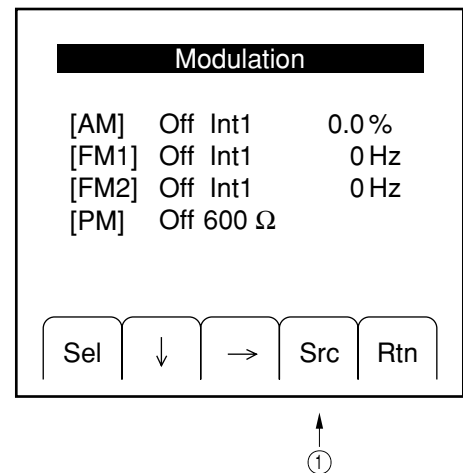 Modulation
[AM] Off Int1 0.0 %
[FM1] Off Int1 0 Hz
[FM2] Off Int1 0 Hz
[PM] Off 600 Ω
Sel ↓ → Src Rtn
①